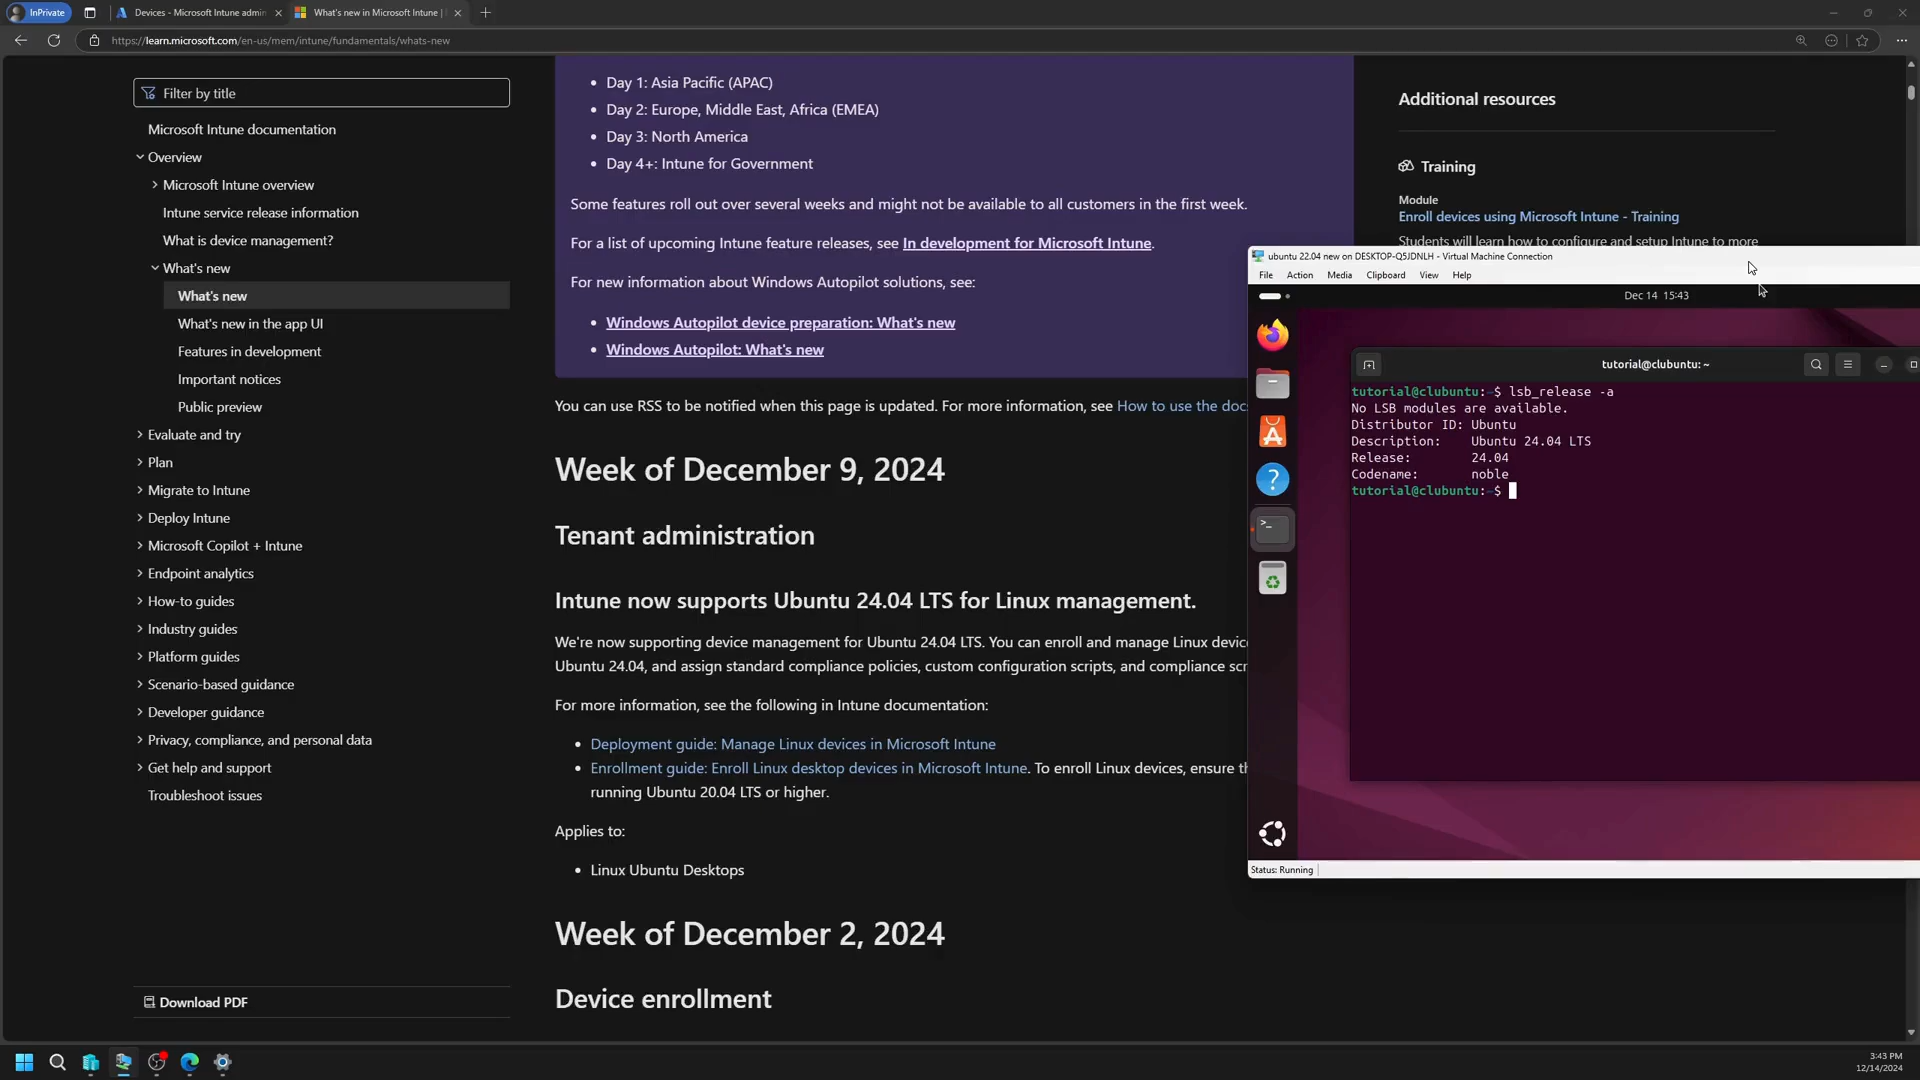 InPrivate
Devices - Microsoft Intune admin
What's new in Microsoft Intune |
https://learn.microsoft.com/en-us/mem/intune/fundamentals/whats-new
Filter by title
Microsoft Intune documentation
Overview
Microsoft Intune overview
Intune service release information
What is device management?
What's new
What's new
What's new in the app UI
Features in development
Important notices
Public preview
Evaluate and try
Plan
Migrate to Intune
Deploy Intune
Microsoft Copilot + Intune
Endpoint analytics
How-to guides
Industry guides
Platform guides
Scenario-based guidance
Developer guidance
Privacy, compliance, and personal data
Get help and support
Troubleshoot issues
Download PDF
• Day 1: Asia Pacific (APAC)
• Day 2: Europe, Middle East, Africa (EMEA)
• Day 3: North America
• Day 4+: Intune for Government
Some features roll out over several weeks and might not be available to all customers in the first week.
For a list of upcoming Intune feature releases, see In development for Microsoft Intune.
For new information about Windows Autopilot solutions, see:
• Windows Autopilot device preparation: What's new
• Windows Autopilot: What's new
You can use RSS to be notified when this page is updated. For more information, see How to use the docs
Week of December 9, 2024
Tenant administration
Intune now supports Ubuntu 24.04 LTS for Linux management.
We're now supporting device management for Ubuntu 24.04 LTS. You can enroll and manage Linux device
Ubuntu 24.04, and assign standard compliance policies, custom configuration scripts, and compliance scr
For more information, see the following in Intune documentation:
• Deployment guide: Manage Linux devices in Microsoft Intune
• Enrollment guide: Enroll Linux desktop devices in Microsoft Intune. To enroll Linux devices, ensure th
running Ubuntu 20.04 LTS or higher.
Applies to:
• Linux Ubuntu Desktops
Week of December 2, 2024
Device enrollment
Additional resources
Training
Module
Enroll devices using Microsoft Intune - Training
Students will learn how to configure and setup Intune to more
ubuntu 22.04 new on DESKTOP-Q5JDNLH - Virtual Machine Connection
File Action Media Clipboard View Help
Dec 14 15:43
tutorial@clubuntu: ~
tutorial@clubuntu:~$ lsb_release -a
No LSB modules are available.
Distributor ID: Ubuntu
Description: Ubuntu 24.04 LTS
Release: 24.04
Codename: noble
tutorial@clubuntu:~$
Status: Running
3:43 PM
12/14/2024